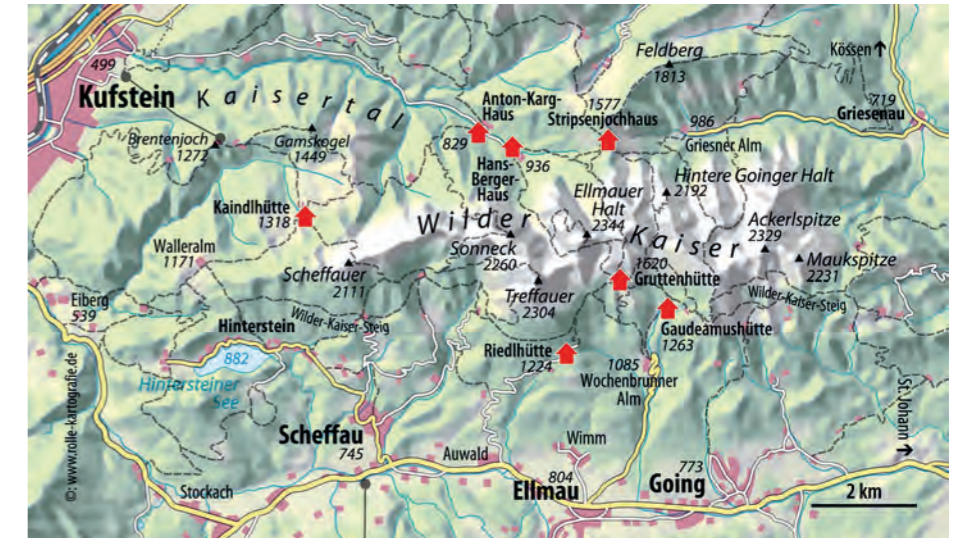 499
Kufstein
Kaisertal
Brentenjoch
1272
Gamskogel
1449
Anton-Karg-
Haus
829
Hans-
Berger-
Haus
936
1577
Stripsenjochhaus
Feldberg
1813
Kössen ↑
719
Griesenau
986
Griesner Alm
Hintere Goinger Halt
2192
Kaindlhütte
1318
Walleralm
1171
Scheffauer
2111
Wilder Kaiser
Sonneck
2260
Ellmauer
Halt
2344
Treffauer
2304
1620
Gruttenhütte
Ackerlspitze
2329
Maukspitze
2231
Wilder-Kaiser-Steig
Gaudeamushütte
1263
Eiberg
539
Hinterstein
Wilder-Kaiser-Steig
882
Hintersteiner
See
Riedlhütte
1224
1085
Wochenbrunner
Alm
Scheffau
745
Auwald
Wimm
804
Ellmau
773
Going
St. Johann →
Stockach
2 km
©: www.rolle-kartografie.de